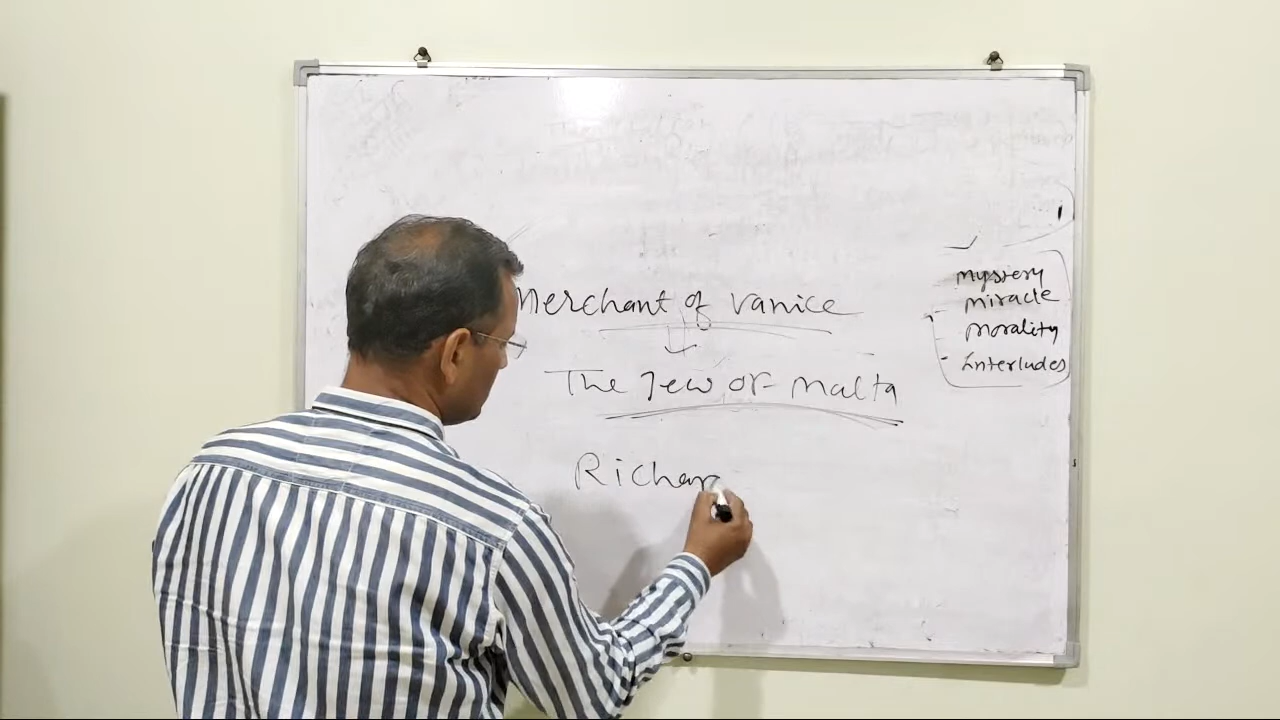 Merchant of Vanice
The Jew of Malta
Richar
Mystery
Miracle
Morality
Interludes